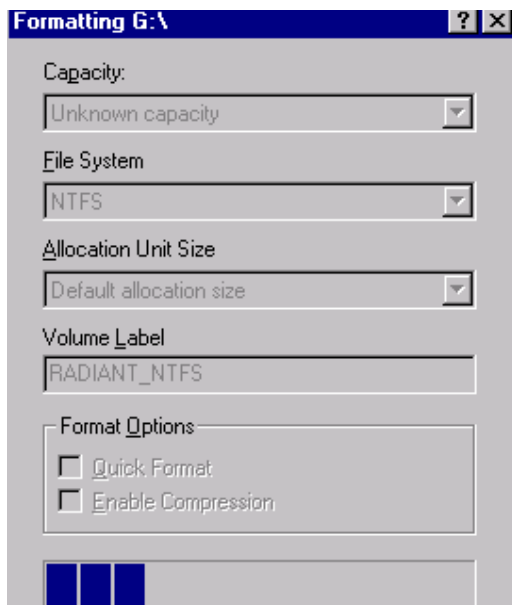 Formatting G:\
Capacity:
Unknown capacity
File System
NTFS
Allocation Unit Size
Default allocation size
Volume Label
RADIANT_NTFS
Format Options
Quick Format
Enable Compression